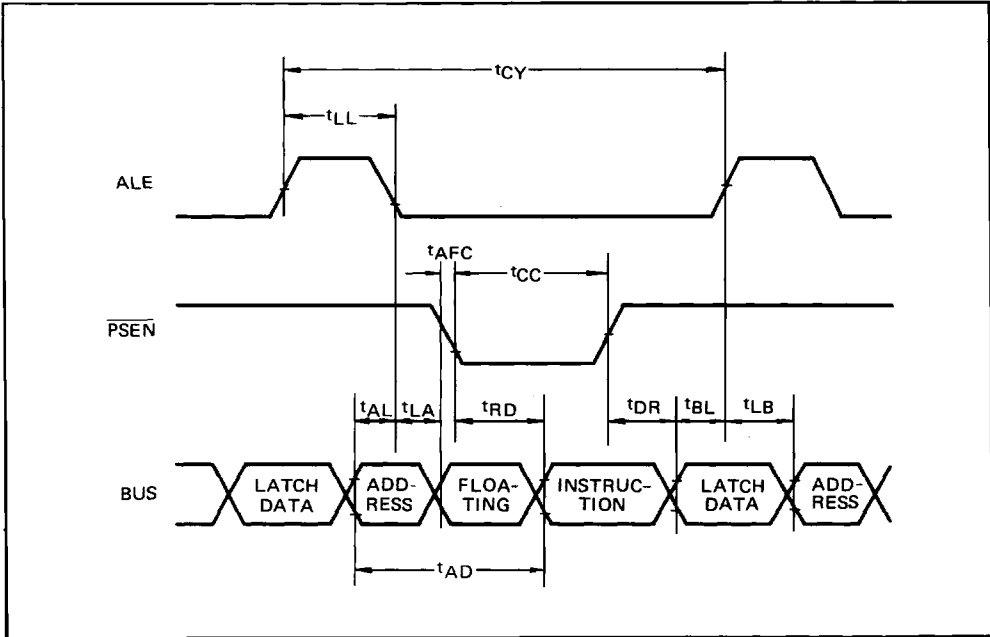 tCY
tLL
ALE
tAFC
tCC
PSEN
tAL tLA tRD tDR tBL tLB
BUS
LATCH DATA
ADD-
RESS
FLOA-
TING
INSTRUC-
TION
LATCH
DATA
ADD-
RESS
tAD